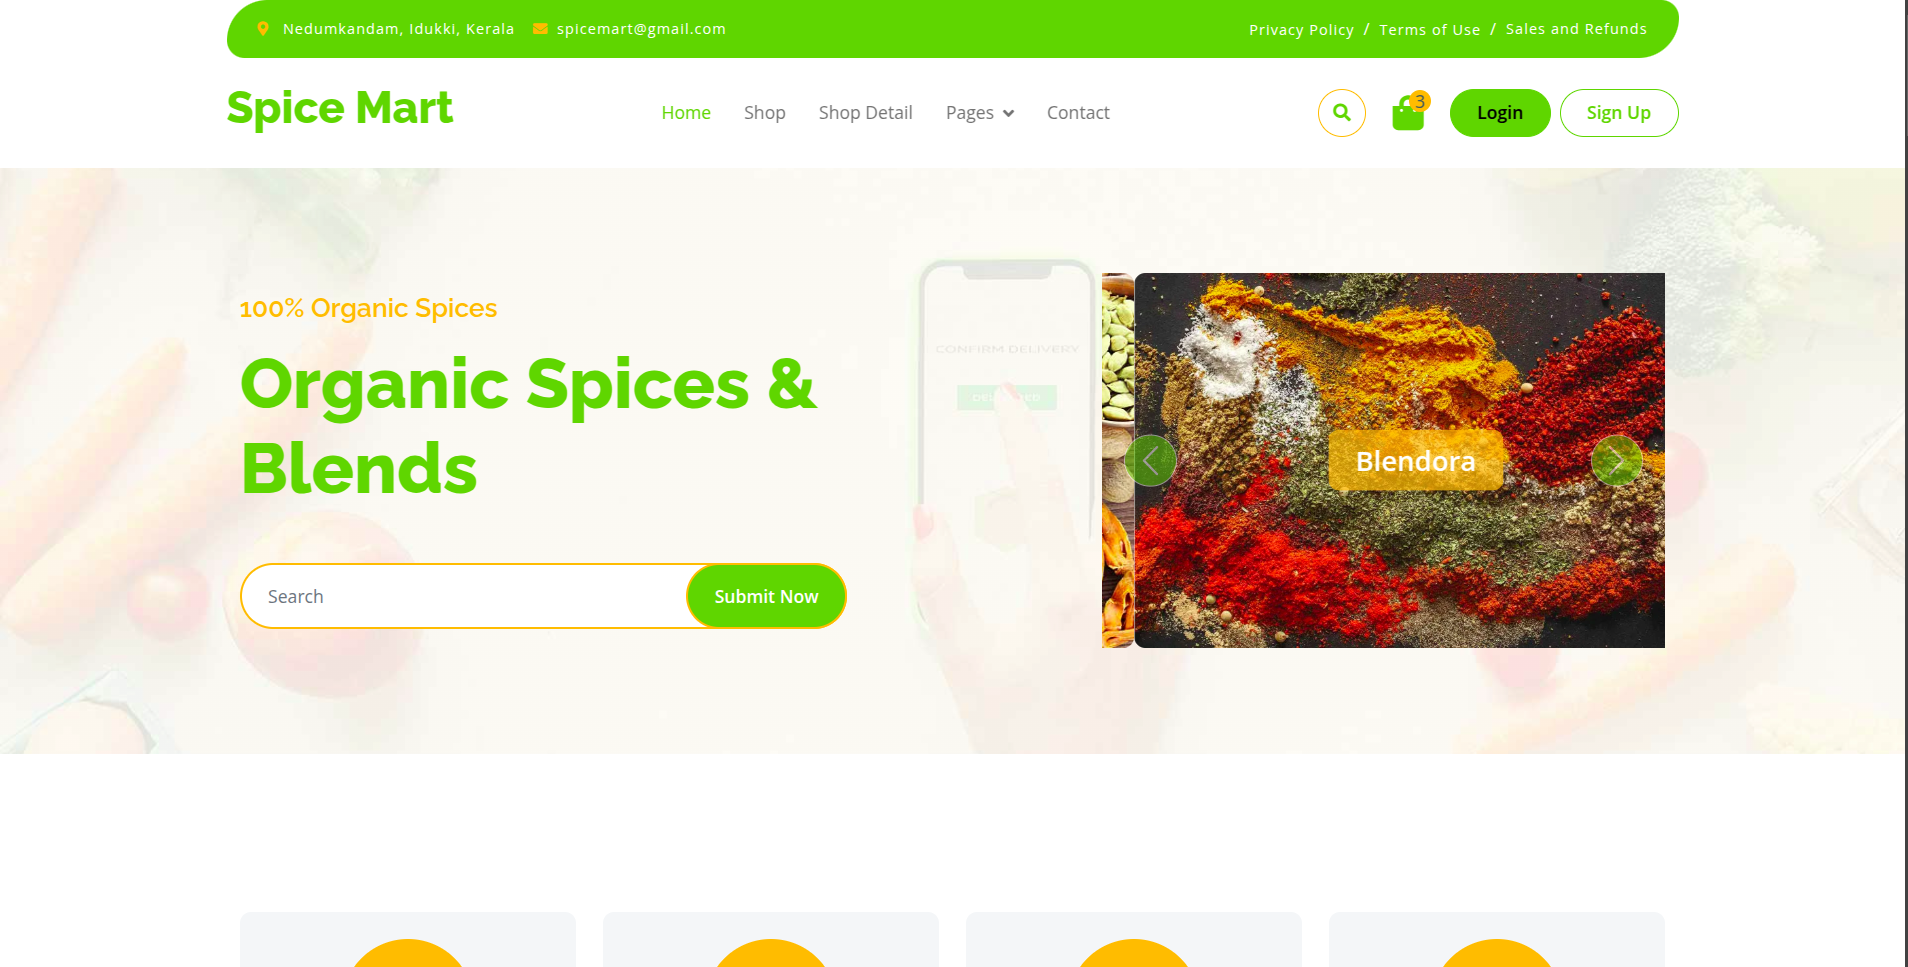 Nedumkandam, Idukki, Kerala spicemart@gmail.com Privacy Policy / Terms of Use / Sales and Refunds
Spice Mart Home Shop Shop Detail Pages Contact 3 Login Sign Up
100% Organic Spices
Organic Spices &
Blends
Search Submit Now
CONFIRM DELIVERY
Blendora